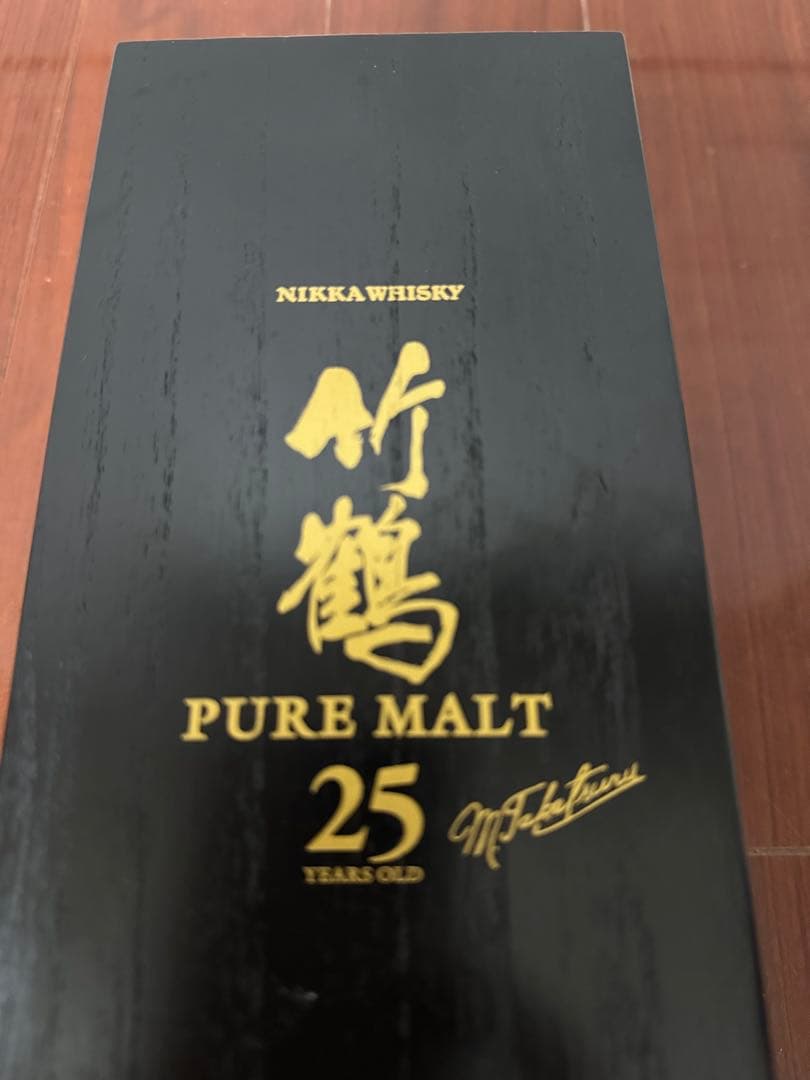 NIKKA WHISKY
竹
鶴
PURE MALT
25
YEARS OLD
M.Taketsuru